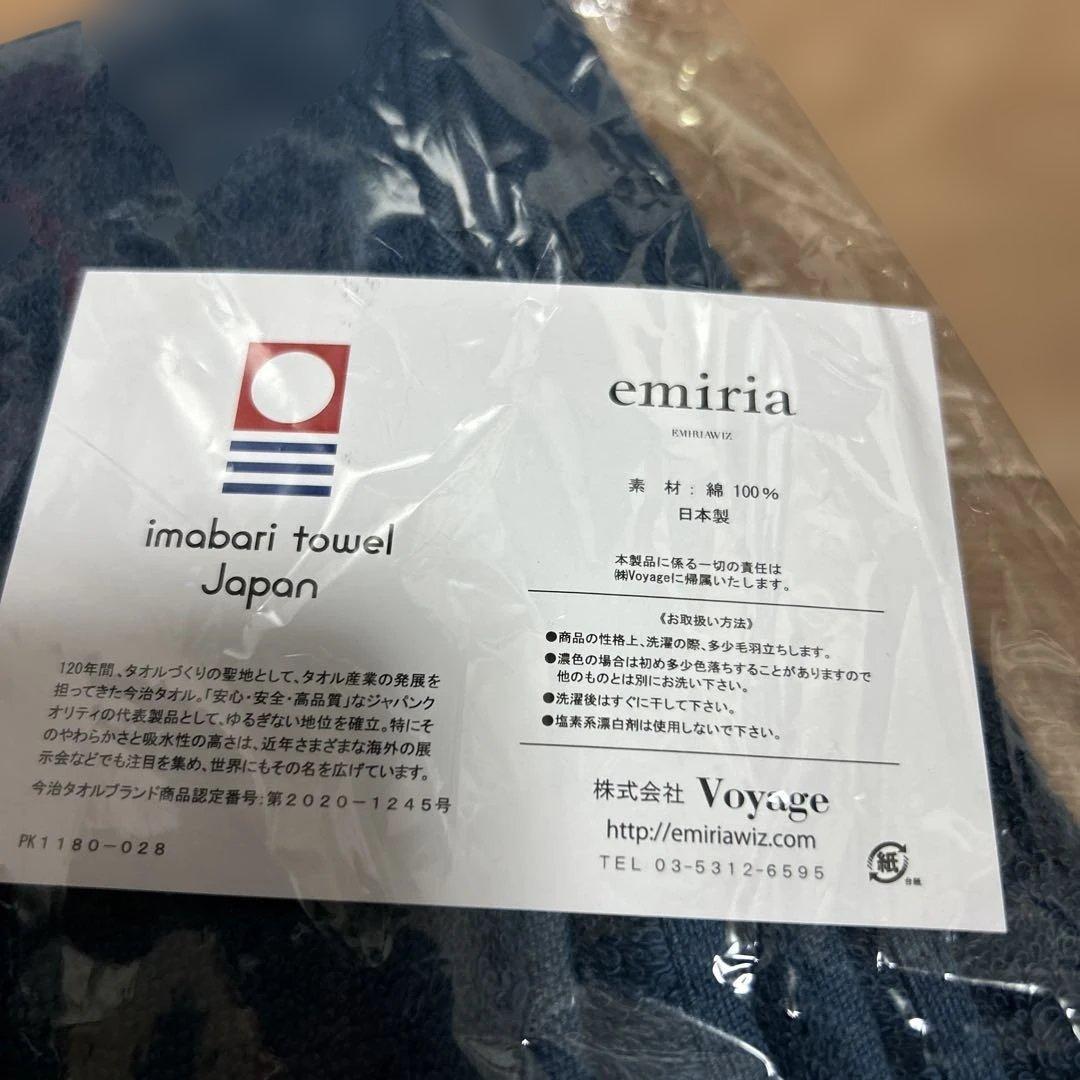 imabari towel
Japan
120年間、タオルづくりの聖地として、タオル産業の発展を
担ってきた今治タオル。「安心・安全・高品質」なジャパンク
オリティの代表製品として、ゆるぎない地位を確立。特にそ
のやわらかさと吸水性の高さは、近年さまざまな海外の展
示会などでも注目を集め、世界にもその名を広げています。
今治タオルブランド商品認定番号:第2020-1245号
PK1180-028
emiria
EMIRIAWIZ
素 材: 綿 100%
日本製
本製品に係る一切の責任は
㈱Voyageに帰属いたします。
《お取扱い方法》
●商品の性格上、洗濯の際、多少毛羽立ちします。
●濃色の場合は初め多少色落ちすることがありますので
他のものとは別にお洗い下さい。
●洗濯後はすぐに干して下さい。
●塩素系漂白剤は使用しないで下さい。
株式会社 Voyage
http://emiriawiz.com
TEL 03-5312-6595
紙
台紙